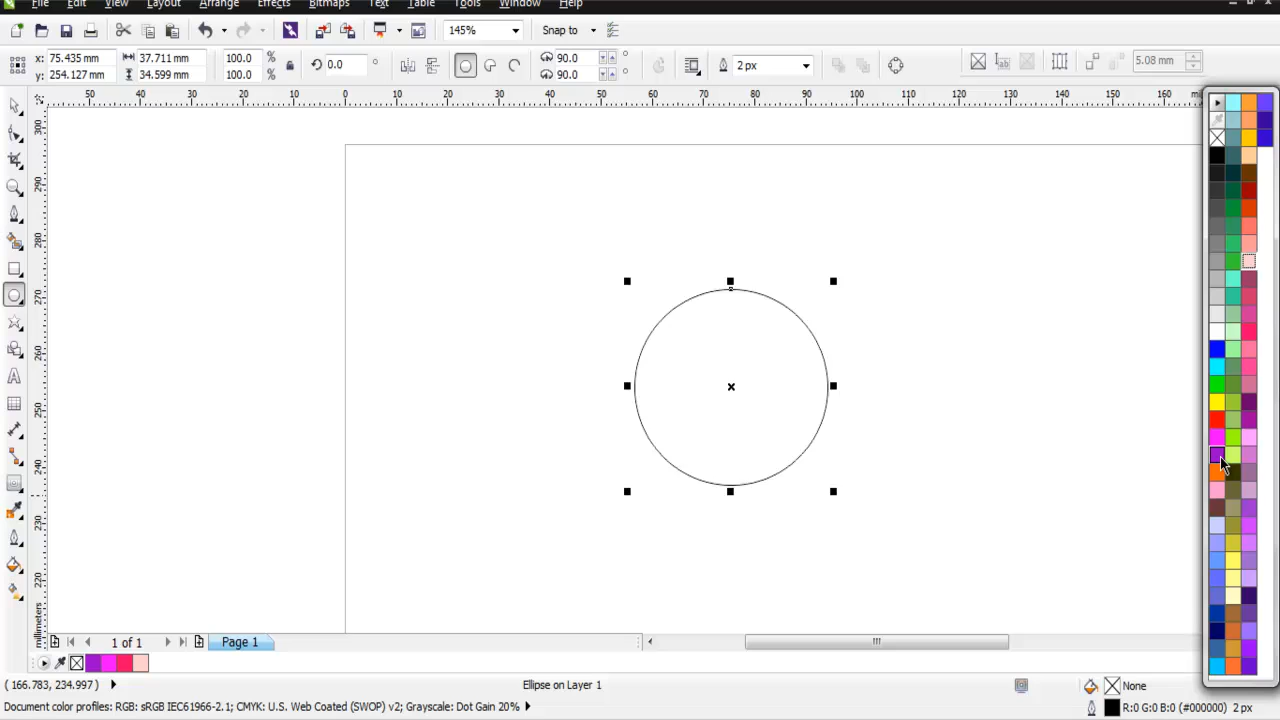 File Edit View Layout Arrange Effects Bitmaps Text Table Tools Window Help
145% Snap to
x: 75.435 mm 37.711 mm 100.0 % 0.0 ° 90.0 ° 2 px 5.08 mm
y: 254.127 mm 34.599 mm 100.0 % 90.0
50 40 30 20 10 0 10 20 30 40 50 60 70 80 90 100 110 120 130 140 150 160
300
290
280
270
260
250
240
230
220
millimeters
1 of 1 Page 1
( 166.783, 234.997 ) Ellipse on Layer 1 None
Document color profiles: RGB: sRGB IEC61966-2.1; CMYK: U.S. Web Coated (SWOP) v2; Grayscale: Dot Gain 20% R:0 G:0 B:0 (#000000) 2 px